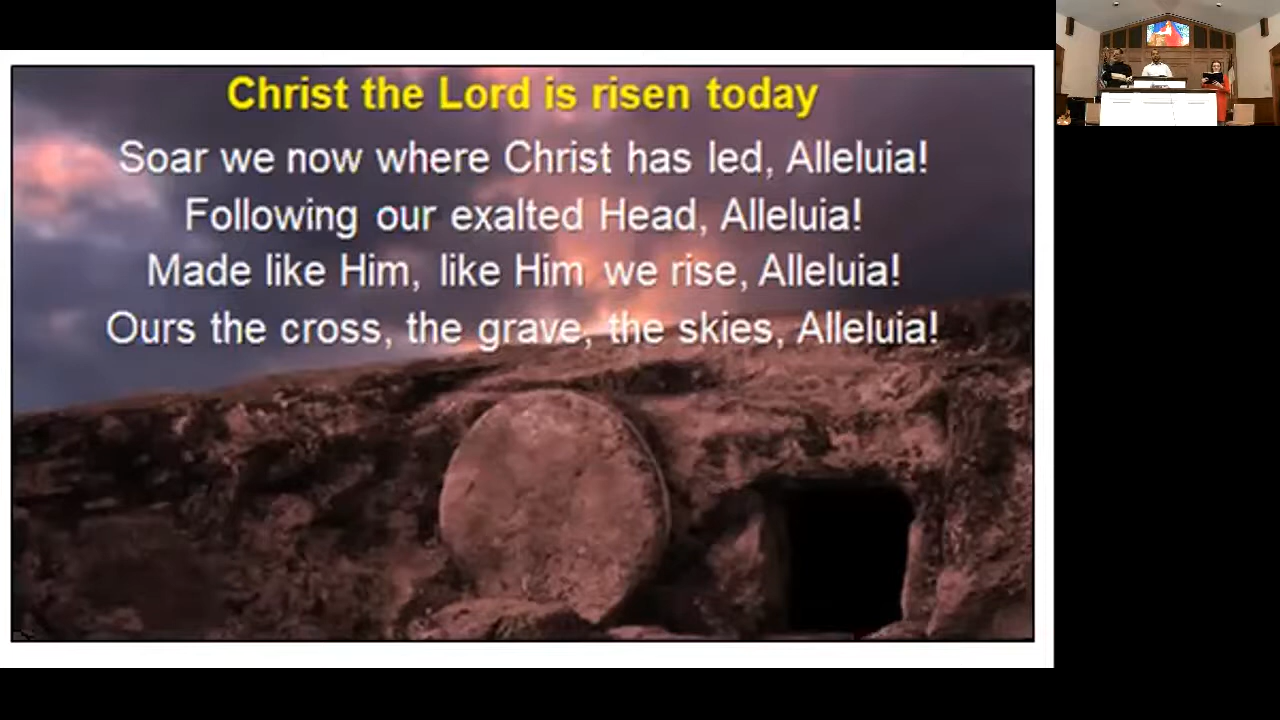 Christ the Lord is risen today
Soar we now where Christ has led, Alleluia!
Following our exalted Head, Alleluia!
Made like Him, like Him we rise, Alleluia!
Ours the cross, the grave, the skies, Alleluia!